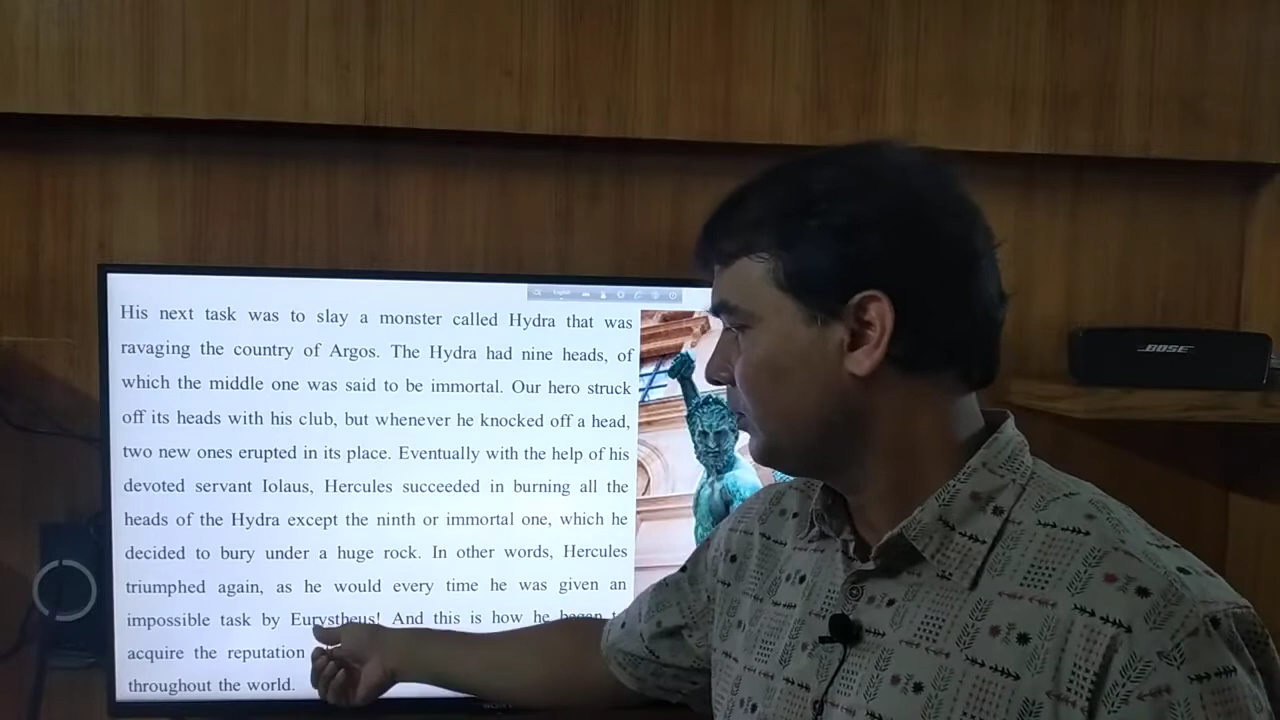 His next task was to slay a monster called Hydra that was
ravaging the country of Argos. The Hydra had nine heads, of
which the middle one was said to be immortal. Our hero struck
off its heads with his club, but whenever he knocked off a head,
two new ones erupted in its place. Eventually with the help of his
devoted servant Iolaus, Hercules succeeded in burning all the
heads of the Hydra except the ninth or immortal one, which he
decided to bury under a huge rock. In other words, Hercules
triumphed again, as he would every time he was given an
impossible task by Eurystheus! And this is how he began
acquire the reputation
throughout the world.
BOSE